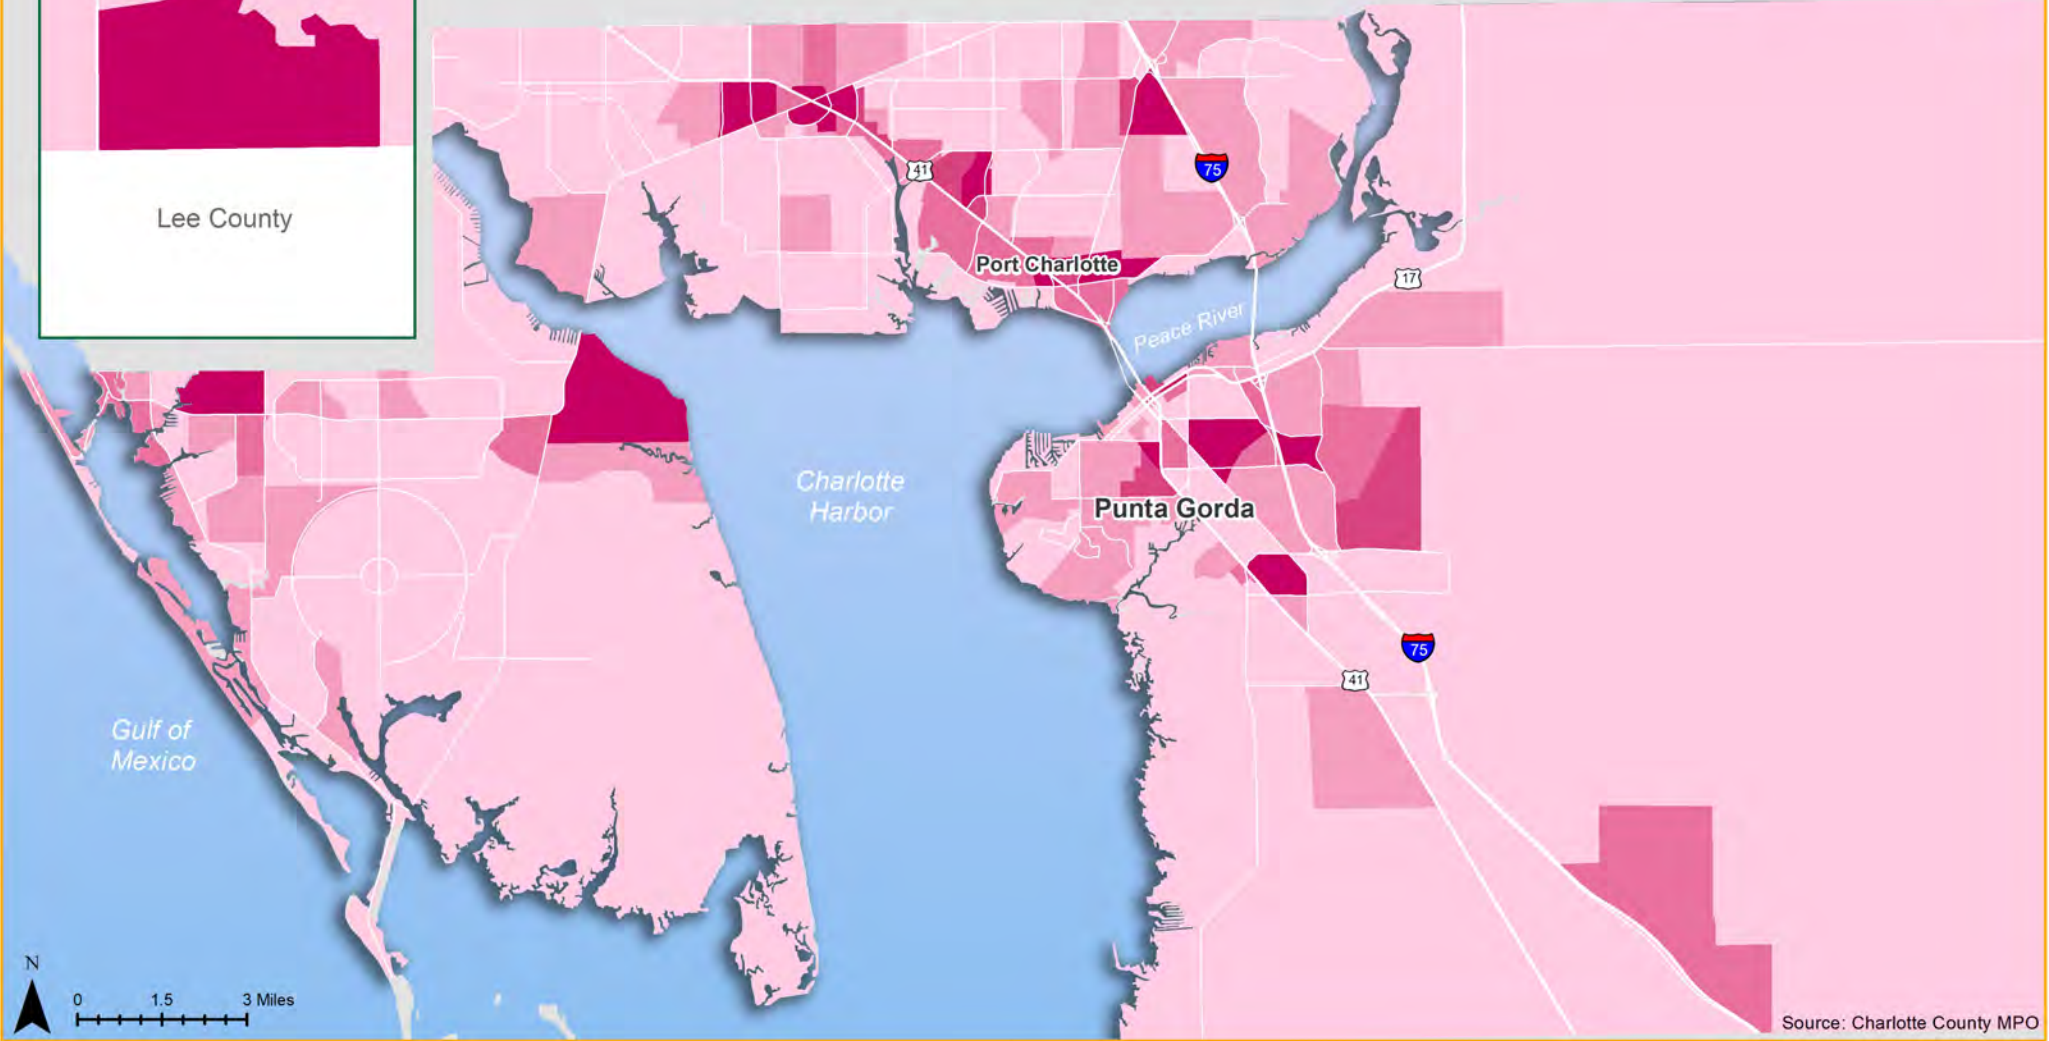 Lee County
41
75
Port Charlotte
17
Peace River
Charlotte
Harbor
Punta Gorda
75
41
Gulf of
Mexico
N
0 1.5 3 Miles
Source: Charlotte County MPO